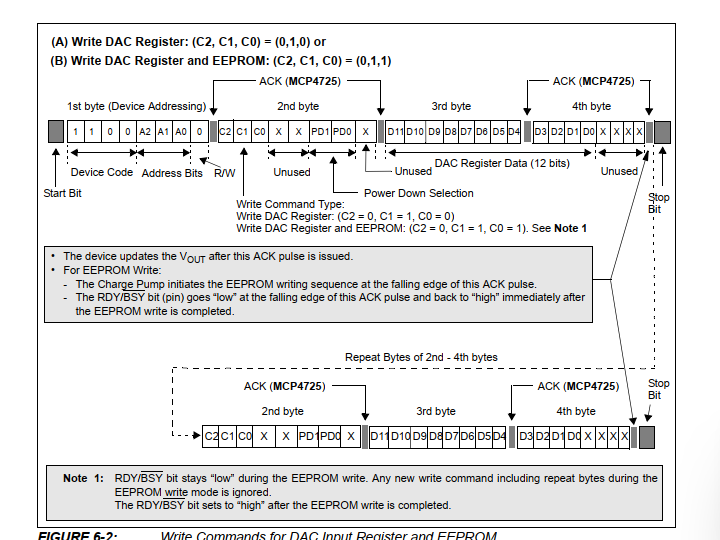 (A) Write DAC Register: (C2, C1, C0) = (0,1,0) or
(B) Write DAC Register and EEPROM: (C2, C1, C0) = (0,1,1)
ACK (MCP4725)
ACK (MCP4725)
1st byte (Device Addressing)
2nd byte
3rd byte
4th byte
1 1 0 0 A2 A1 A0 0 C2 C1 C0 X X PD1 PD0 X D11 D10 D9 D8 D7 D6 D5 D4 D3 D2 D1 D0 X X X X
Device Code
Address Bits
R/W
Unused
Unused
DAC Register Data (12 bits)
Unused
Start Bit
Power Down Selection
Stop
Bit
Write Command Type:
Write DAC Register: (C2 = 0, C1 = 1, C0 = 0)
Write DAC Register and EEPROM: (C2 = 0, C1 = 1, C0 = 1). See Note 1
• The device updates the VOUT after this ACK pulse is issued.
• For EEPROM Write:
- The Charge Pump initiates the EEPROM writing sequence at the falling edge of this ACK pulse.
- The RDY/BSY bit (pin) goes “low” at the falling edge of this ACK pulse and back to “high” immediately after
the EEPROM write is completed.
Repeat Bytes of 2nd - 4th bytes
ACK (MCP4725)
ACK (MCP4725)
Stop
Bit
2nd byte
3rd byte
4th byte
C2 C1 C0 X X PD1 PD0 X D11 D10 D9 D8 D7 D6 D5 D4 D3 D2 D1 D0 X X X X
Note 1: RDY/BSY bit stays “low” during the EEPROM write. Any new write command including repeat bytes during the
EEPROM write mode is ignored.
The RDY/BSY bit sets to “high” after the EEPROM write is completed.
FIGURE 6-2: Write Commands for DAC Input Register and EEPROM